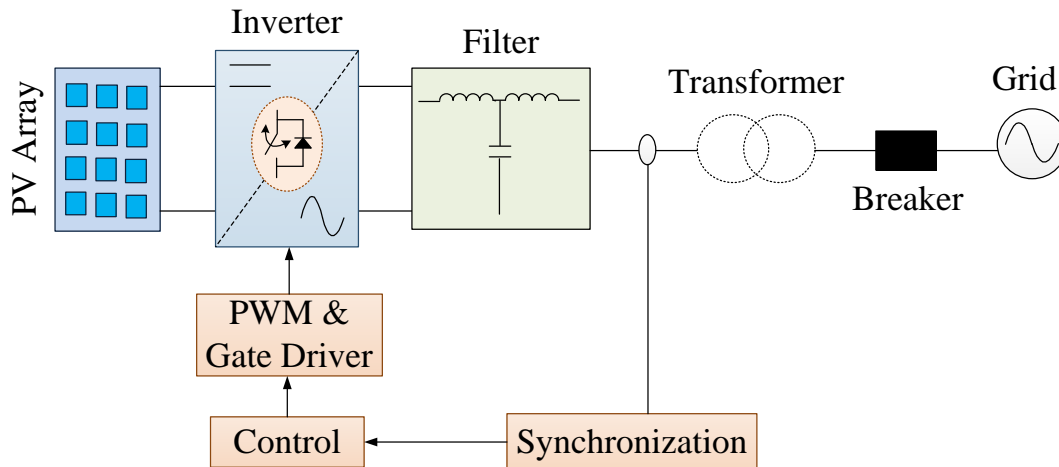 Inverter
Filter
Transformer
Grid
PV Array
Breaker
PWM &
Gate Driver
Control
Synchronization